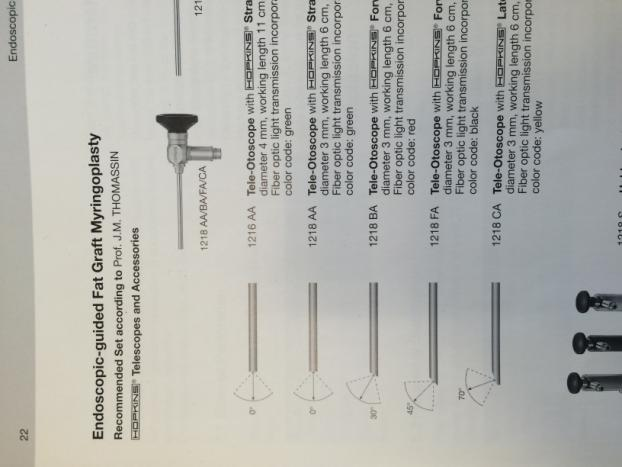 Endoscopic
22
Endoscopic-guided Fat Graft Myringoplasty
Recommended Set according to Prof. J.M. THOMASSIN
HOPKINS® Telescopes and Accessories
121
1218 AA/BA/FA/CA
0°
1216 AA Tele-Otoscope with HOPKINS® Stra
diameter 4 mm, working length 11 cm
Fiber optic light transmission incorpor
color code: green
0°
1218 AA Tele-Otoscope with HOPKINS® Stra
diameter 3 mm, working length 6 cm,
Fiber optic light transmission incorpor
color code: green
30°
1218 BA Tele-Otoscope with HOPKINS® Forw
diameter 3 mm, working length 6 cm,
Fiber optic light transmission incorpor
color code: red
45°
1218 FA Tele-Otoscope with HOPKINS® For
diameter 3 mm, working length 6 cm,
Fiber optic light transmission incorpor
color code: black
70°
1218 CA Tele-Otoscope with HOPKINS® Late
diameter 3 mm, working length 6 cm,
Fiber optic light transmission incorpor
color code: yellow